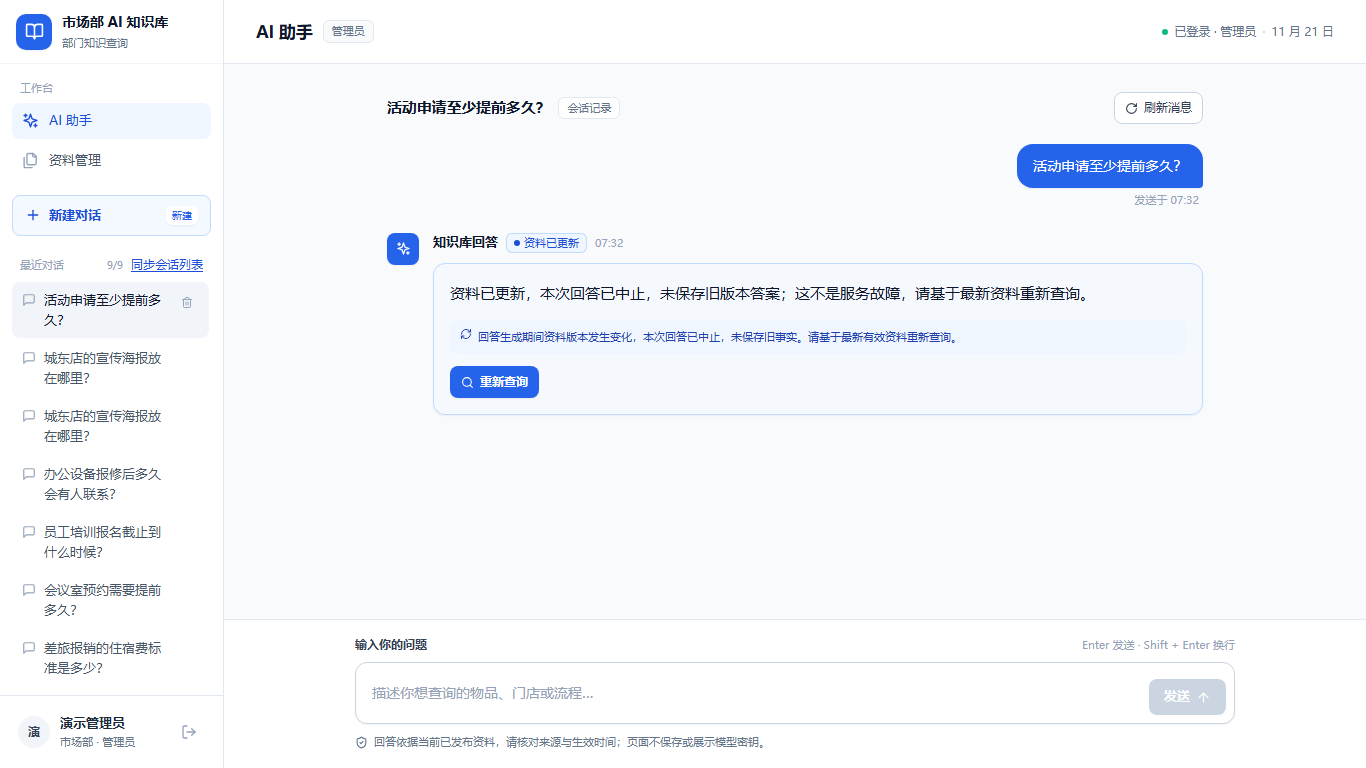 市场部 AI 知识库
部门知识查询
工作台
AI 助手
资料管理
新建对话
新建
最近对话
9/9
同步会话列表
活动申请至少提前多
久？
城东店的宣传海报放
在哪里？
城东店的宣传海报放
在哪里？
办公设备报修后多久
会有人联系？
员工培训报名截止到
什么时候？
会议室预约需要提前
多久？
差旅报销的住宿费标
准是多少？
演
演示管理员
市场部 · 管理员
AI 助手
管理员
已登录 · 管理员 · 11 月 21 日
活动申请至少提前多久？
会话记录
刷新消息
活动申请至少提前多久？
发送于 07:32
知识库回答
资料已更新
07:32
资料已更新，本次回答已中止，未保存旧版本答案；这不是服务故障，请基于最新资料重新查询。
回答生成期间资料版本发生变化，本次回答已中止，未保存旧事实。请基于最新有效资料重新查询。
重新查询
输入你的问题
Enter 发送 · Shift + Enter 换行
描述你想查询的物品、门店或流程...
发送
回答依据当前已发布资料，请核对来源与生效时间；页面不保存或展示模型密钥。